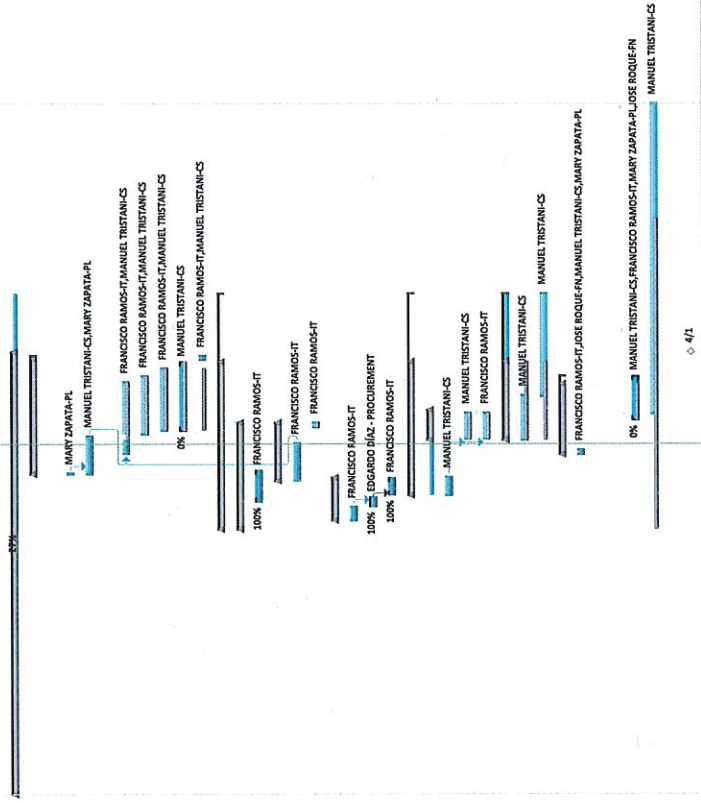 27%
MARY ZAPATA-PL
MANUEL TRISTANI-CS,MARY ZAPATA-PL
FRANCISCO RAMOS-IT,MANUEL TRISTANI-CS
FRANCISCO RAMOS-IT,MANUEL TRISTANI-CS
FRANCISCO RAMOS-IT,MANUEL TRISTANI-CS
0% MANUEL TRISTANI-CS
FRANCISCO RAMOS-IT,MANUEL TRISTANI-CS
100% FRANCISCO RAMOS-IT
FRANCISCO RAMOS-IT
FRANCISCO RAMOS-IT
FRANCISCO RAMOS-IT
100% EDGARDO DÍAZ - PROCUREMENT
100% FRANCISCO RAMOS-IT
MANUEL TRISTANI-CS
MANUEL TRISTANI-CS
FRANCISCO RAMOS-IT
MANUEL TRISTANI-CS
MANUEL TRISTANI-CS
FRANCISCO RAMOS-IT,JOSE ROQUE-FN,MANUEL TRISTANI-CS,MARY ZAPATA-PL
0% MANUEL TRISTANI-CS,FRANCISCO RAMOS-IT,MARY ZAPATA-PL,JOSE ROQUE-FN
MANUEL TRISTANI-CS
4/1